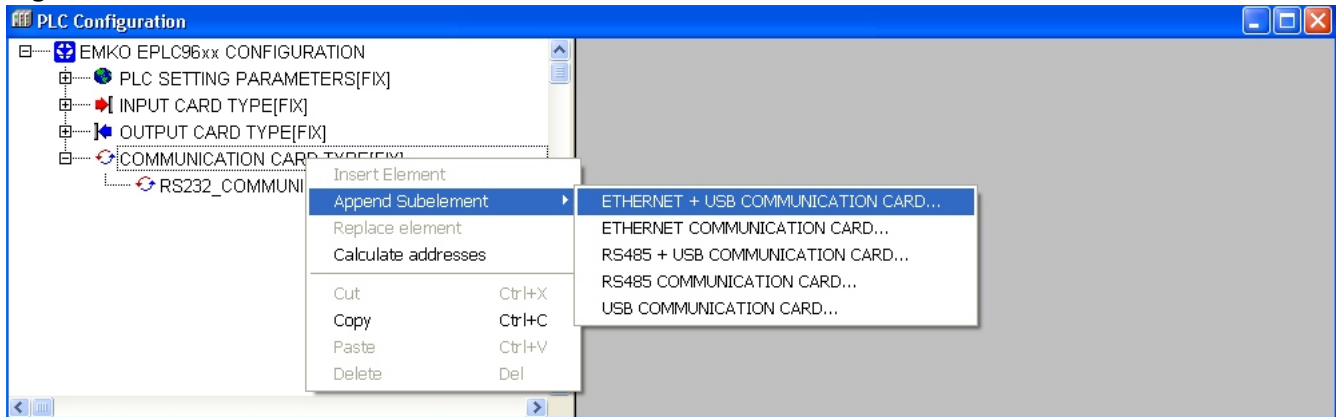 PLC Configuration
EMKO EPLC96xx CONFIGURATION
PLC SETTING PARAMETERS[FIX]
INPUT CARD TYPE[FIX]
OUTPUT CARD TYPE[FIX]
COMMUNICATION CARD TYPE[FIX]
RS232_COMMUNI
Insert Element
Append Subelement
Replace element
Calculate addresses
Cut Ctrl+X
Copy Ctrl+C
Paste Ctrl+V
Delete Del
ETHERNET + USB COMMUNICATION CARD...
ETHERNET COMMUNICATION CARD...
RS485 + USB COMMUNICATION CARD...
RS485 COMMUNICATION CARD...
USB COMMUNICATION CARD...